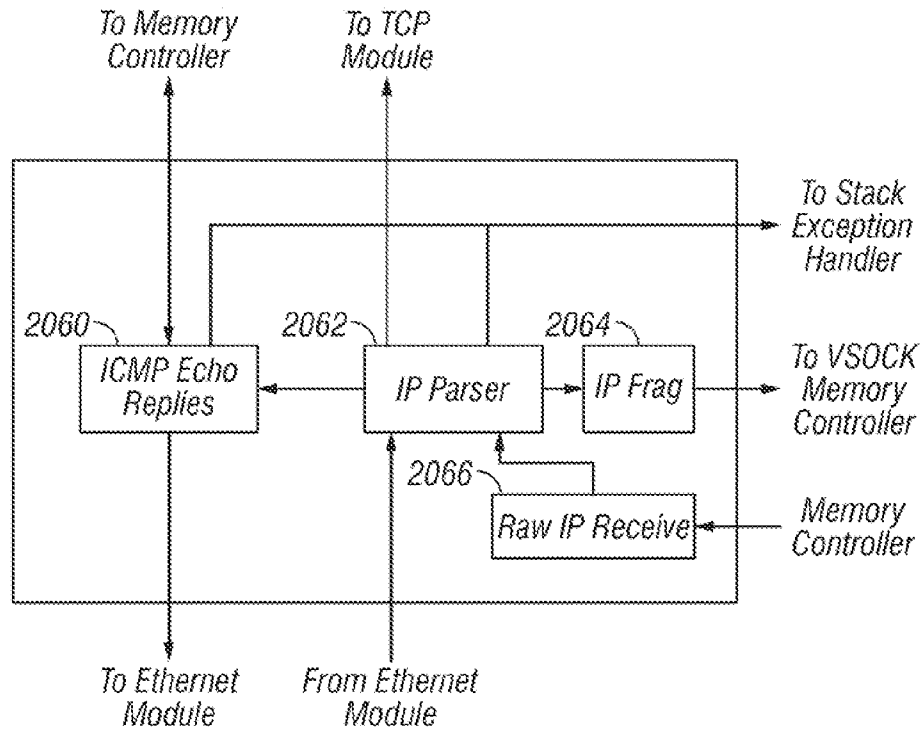 To Memory
Controller
To TCP
Module
To Stack
Exception
Handler
2060
2062
2064
ICMP Echo
Replies
IP Parser
IP Frag
To VSOCK
Memory
Controller
2066
Raw IP Receive
Memory
Controller
To Ethernet
Module
From Ethernet
Module